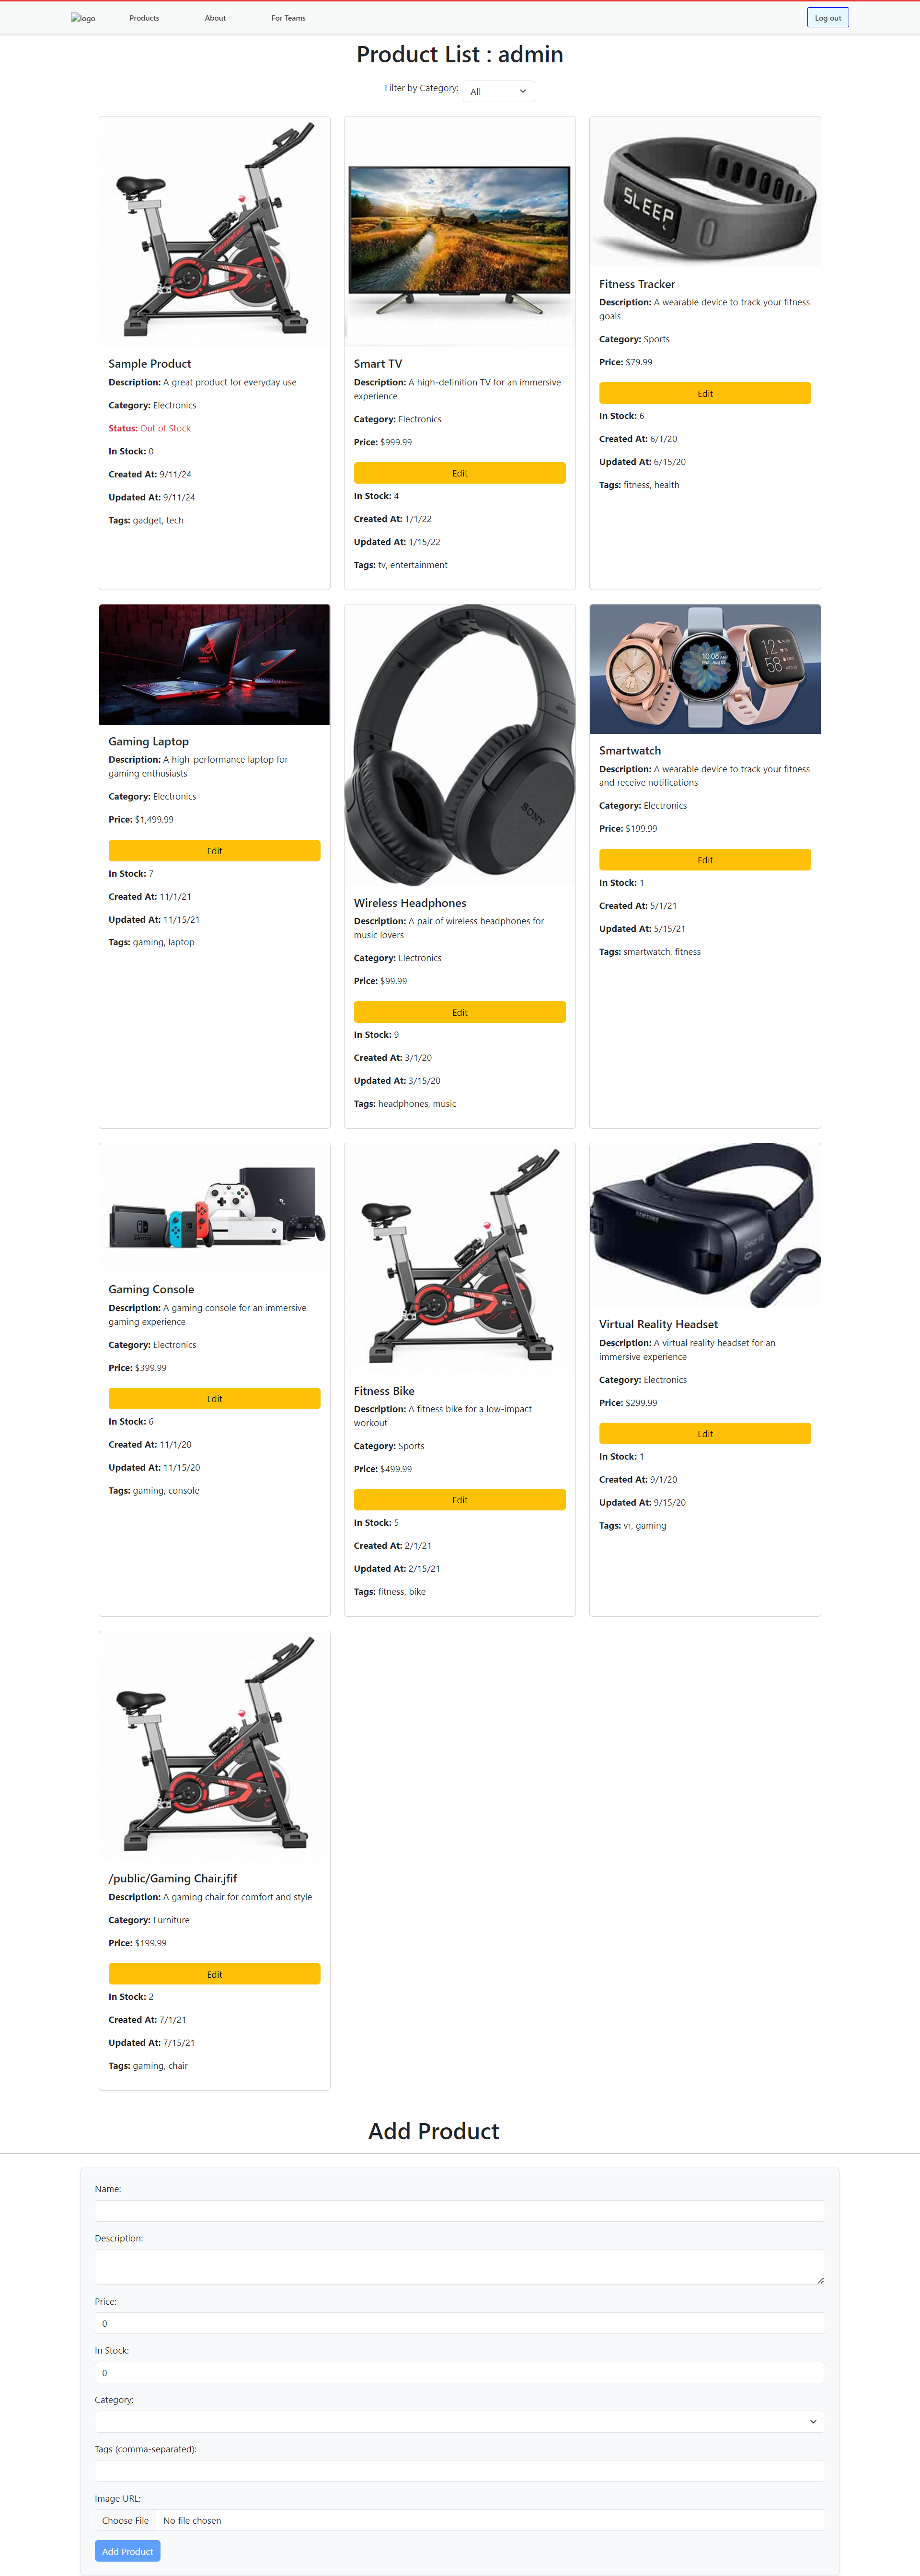 logo Products About For Teams Log out
Product List : admin
Filter by Category: All
Sample Product
Description: A great product for everyday use
Category: Electronics
Status: Out of Stock
In Stock: 0
Created At: 9/11/24
Updated At: 9/11/24
Tags: gadget, tech
Smart TV
Description: A high-definition TV for an immersive
experience
Category: Electronics
Price: $999.99
Edit
In Stock: 4
Created At: 1/1/22
Updated At: 1/15/22
Tags: tv, entertainment
SLEEP
Fitness Tracker
Description: A wearable device to track your fitness
goals
Category: Sports
Price: $79.99
Edit
In Stock: 6
Created At: 6/1/20
Updated At: 6/15/20
Tags: fitness, health
Gaming Laptop
Description: A high-performance laptop for
gaming enthusiasts
Category: Electronics
Price: $1,499.99
Edit
In Stock: 7
Created At: 11/1/21
Updated At: 11/15/21
Tags: gaming, laptop
SONY
Wireless Headphones
Description: A pair of wireless headphones for
music lovers
Category: Electronics
Price: $99.99
Edit
In Stock: 9
Created At: 3/1/20
Updated At: 3/15/20
Tags: headphones, music
10:08
12
58
Smartwatch
Description: A wearable device to track your fitness
and receive notifications
Category: Electronics
Price: $199.99
Edit
In Stock: 1
Created At: 5/1/21
Updated At: 5/15/21
Tags: smartwatch, fitness
Gaming Console
Description: A gaming console for an immersive
gaming experience
Category: Electronics
Price: $399.99
Edit
In Stock: 6
Created At: 11/1/20
Updated At: 11/15/20
Tags: gaming, console
Fitness Bike
Description: A fitness bike for a low-impact
workout
Category: Sports
Price: $499.99
Edit
In Stock: 5
Created At: 2/1/21
Updated At: 2/15/21
Tags: fitness, bike
SAMSUNG
Gear VR
Virtual Reality Headset
Description: A virtual reality headset for an
immersive experience
Category: Electronics
Price: $299.99
Edit
In Stock: 1
Created At: 9/1/20
Updated At: 9/15/20
Tags: vr, gaming
/public/Gaming Chair.jfif
Description: A gaming chair for comfort and style
Category: Furniture
Price: $199.99
Edit
In Stock: 2
Created At: 7/1/21
Updated At: 7/15/21
Tags: gaming, chair
Add Product
Name:
Description:
Price:
0
In Stock:
0
Category:
Tags (comma-separated):
Image URL:
Choose File No file chosen
Add Product